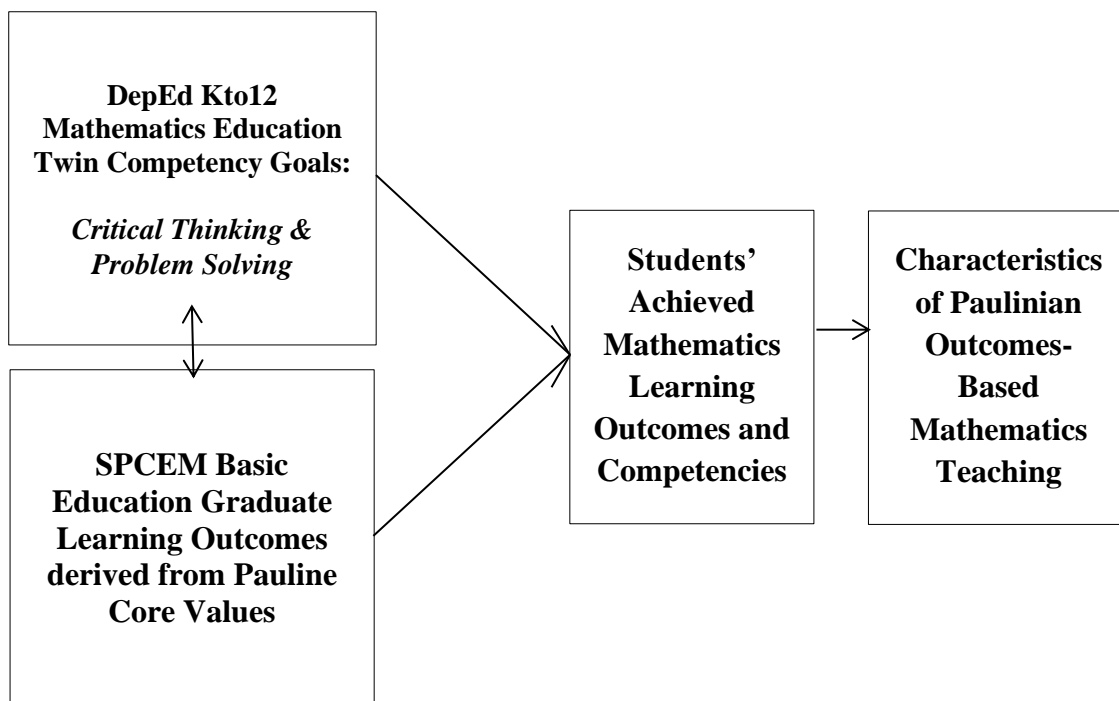 DepEd Kto12
Mathematics Education
Twin Competency Goals:
Critical Thinking &
Problem Solving
SPCEM Basic
Education Graduate
Learning Outcomes
derived from Pauline
Core Values
Students’
Achieved
Mathematics
Learning
Outcomes and
Competencies
Characteristics
of Paulinian
Outcomes-
Based
Mathematics
Teaching